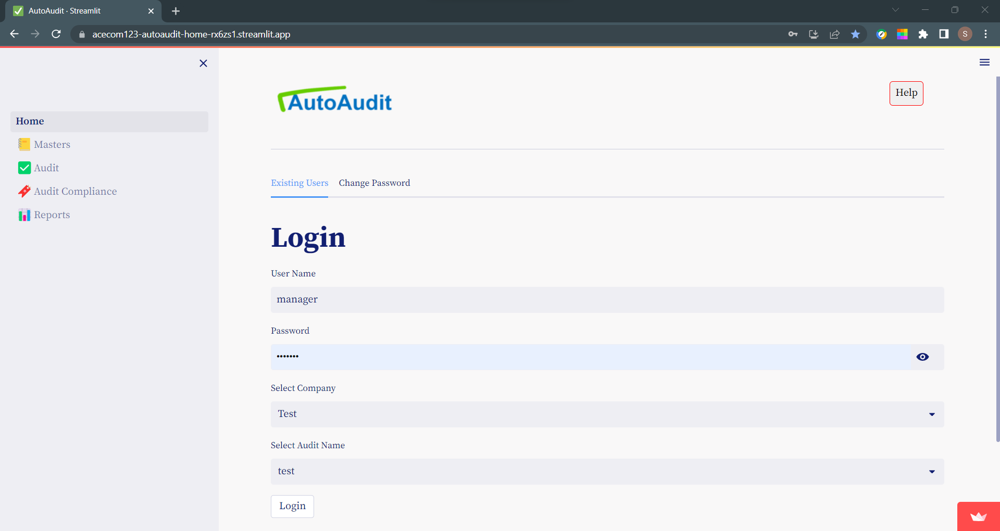 AutoAudit · Streamlit
acecom123-autoaudit-home-rx6zs1.streamlit.app
S
Home
Masters
Audit
Audit Compliance
Reports
AutoAudit
Help
Existing Users
Change Password
Login
User Name
manager
Password
•••••••
Select Company
Test
Select Audit Name
test
Login